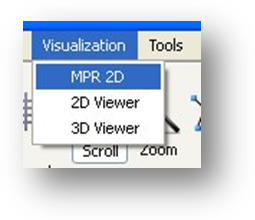 Visualization Tools
MPR 2D
2D Viewer
3D Viewer
Scroll Zoom